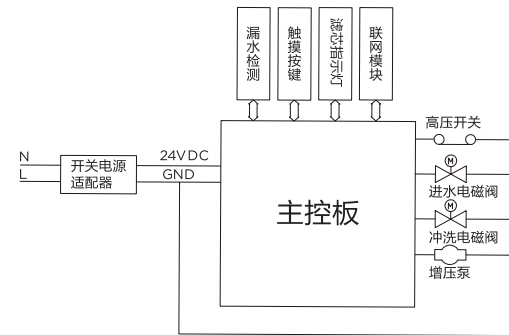 漏水检测
触摸按键
滤芯指示灯
联网模块
高压开关
N
L
开关电源
适配器
24V DC
GND
主控板
M
进水电磁阀
M
冲洗电磁阀
增压泵